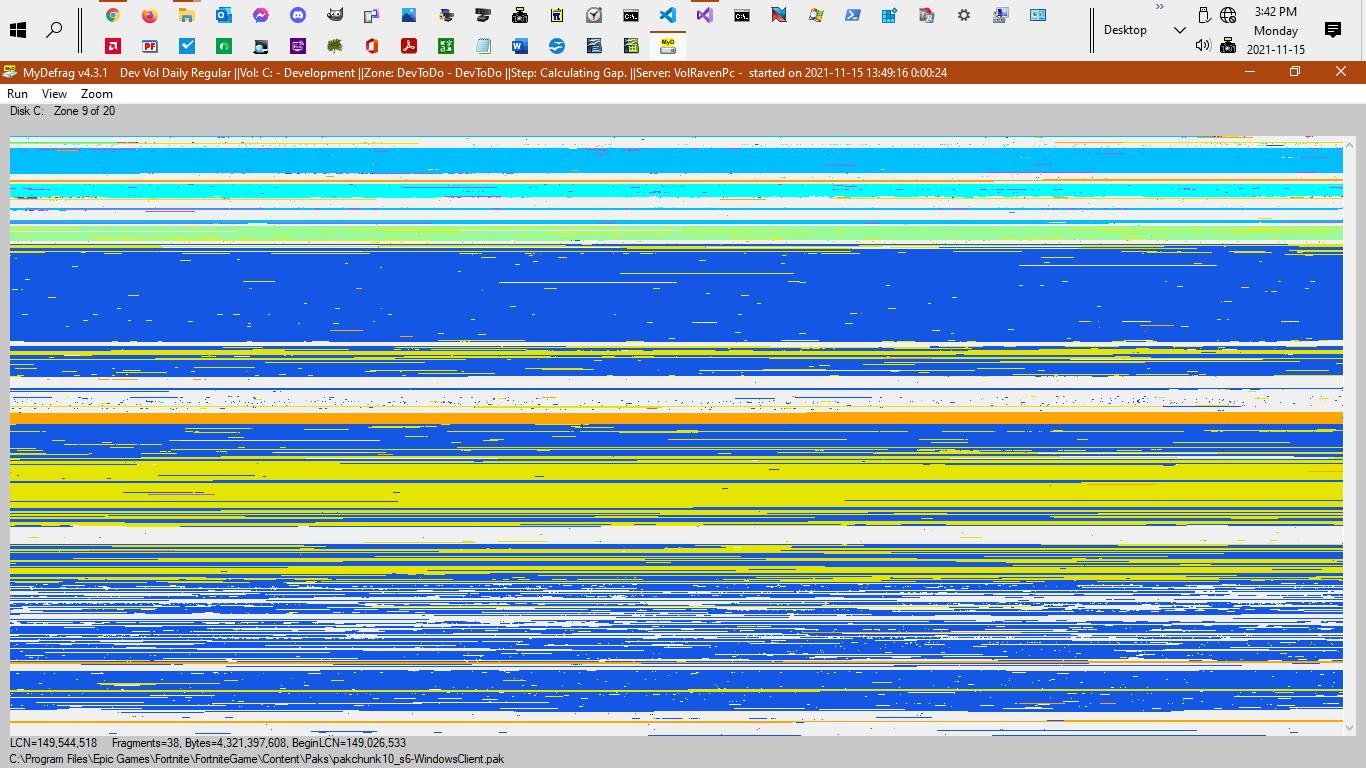 3:42 PM
Desktop
Monday
2021-11-15
MyDefrag v4.3.1    Dev Vol Daily Regular ||Vol: C: - Development ||Zone: DevToDo - DevToDo ||Step: Calculating Gap. ||Server: VolRavenPc -  started on 2021-11-15 13:49:16 0:00:24
Run View Zoom
Disk C:   Zone 9 of 20
LCN=149,544,518    Fragments=38, Bytes=4,321,397,608, BeginLCN=149,026,533
C:\Program Files\Epic Games\Fortnite\FortniteGame\Content\Paks\pakchunk10_s6-WindowsClient.pak